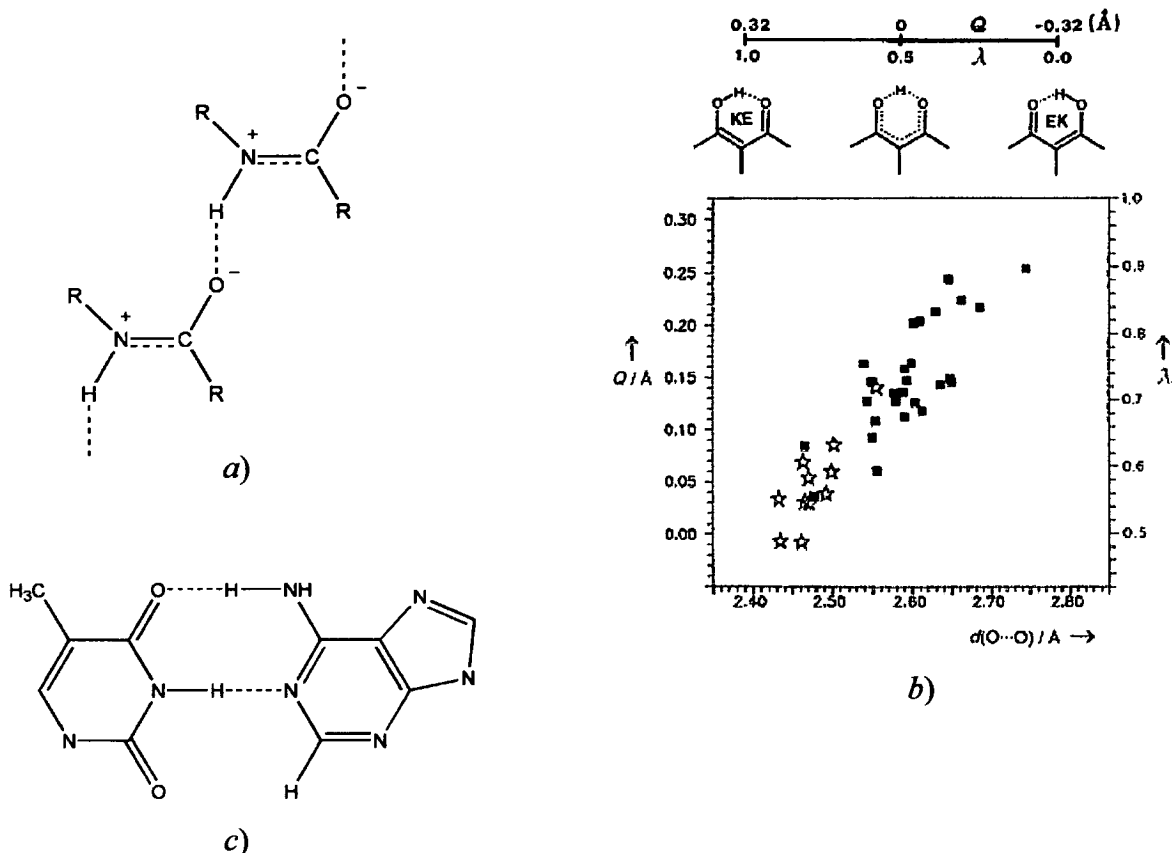 O−
R
N+
C
H
R
O−
R
N+
C
H
R
a)
0.32 0 Q -0.32 (Å)
1.0 0.5 λ 0.0
O H O
KE
O H O
O H O
EK
0.30
0.25
0.20
0.15
0.10
0.05
0.00
↑
Q / Å
1.0
0.9
0.8
0.7
0.6
0.5
↑
λ
2.40 2.50 2.60 2.70 2.80
d(O···O) / Å →
b)
H3C
O H NH
N
N H N
N
N
N
O
H
c)